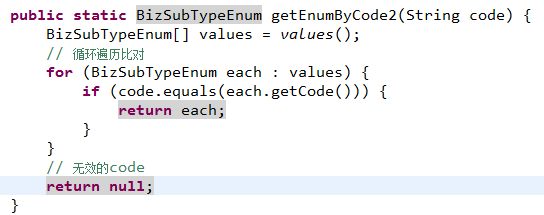 public static BizSubTypeEnum getEnumByCode2(String code) {
    BizSubTypeEnum[] values = values();
    // 循环遍历比对
    for (BizSubTypeEnum each : values) {
        if (code.equals(each.getCode())) {
            return each;
        }
    }
    // 无效的code
    return null;
}